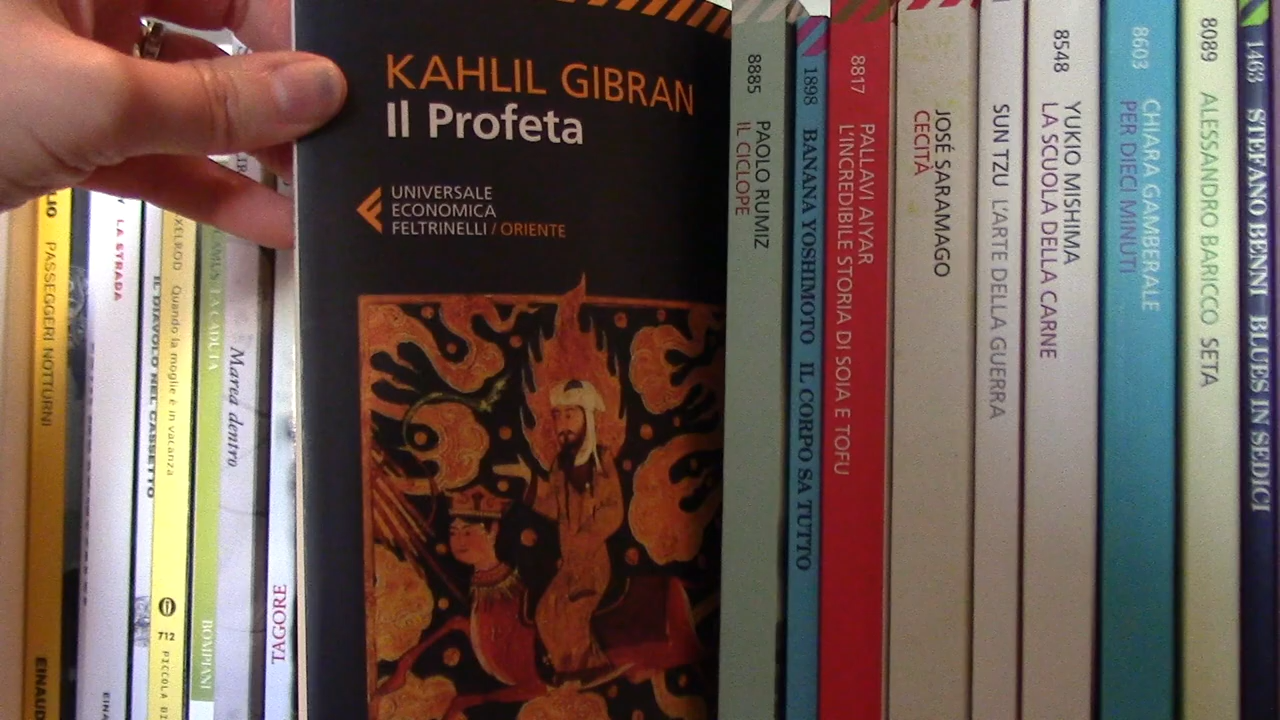 PASSEGGERI NOTTURNI
EINAUD
LA STRADA
IL DIAVOLO NEL CASSETTO
Quando la moglie è in vacanza
712
LA CADUTA
BOMPIANI
Marea dentro
TAGORE
KAHLIL GIBRAN
Il Profeta
UNIVERSALE
ECONOMICA
FELTRINELLI / ORIENTE
8885
PAOLO RUMIZ
IL CICLOPE
1898
BANANA YOSHIMOTO IL CORPO SA TUTTO
8817
PALLAVI AIYAR
L'INCREDIBILE STORIA DI SOIA E TOFU
JOSÉ SARAMAGO
CECITÀ
SUN TZU L'ARTE DELLA GUERRA
8548
YUKIO MISHIMA
LA SCUOLA DELLA CARNE
8603
CHIARA GAMBERALE
PER DIECI MINUTI
8089
ALESSANDRO BARICCO SETA
1463
STEFANO BENNI BLUES IN SEDICI